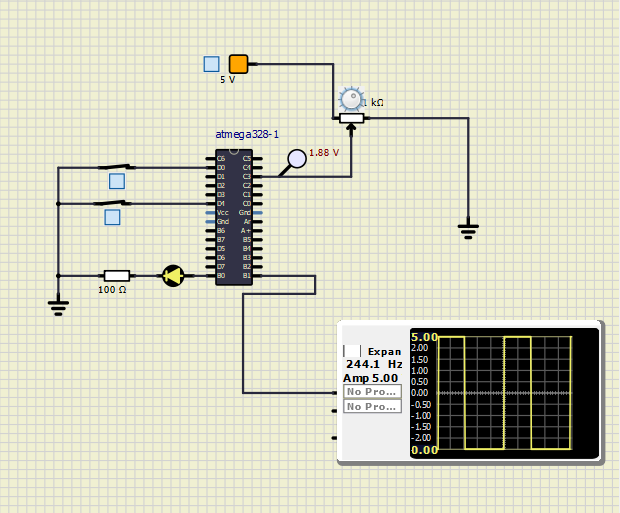 5 V
1 kΩ
atmega328-1
1.88 V
C6 C5
D0 C4
D1 C3
D2 C2
D3 C1
D4 C0
Vcc Gnd
Gnd Ar
B6 A+
B7 B5
D5 B4
D6 B3
D7 B2
B0 B1
100 Ω
Expan
244.1 Hz
Amp 5.00
No Pro...
No Pro...
5.00
2.00
1.50
1.00
0.50
0.00
-0.50
-1.00
-1.50
-2.00
0.00